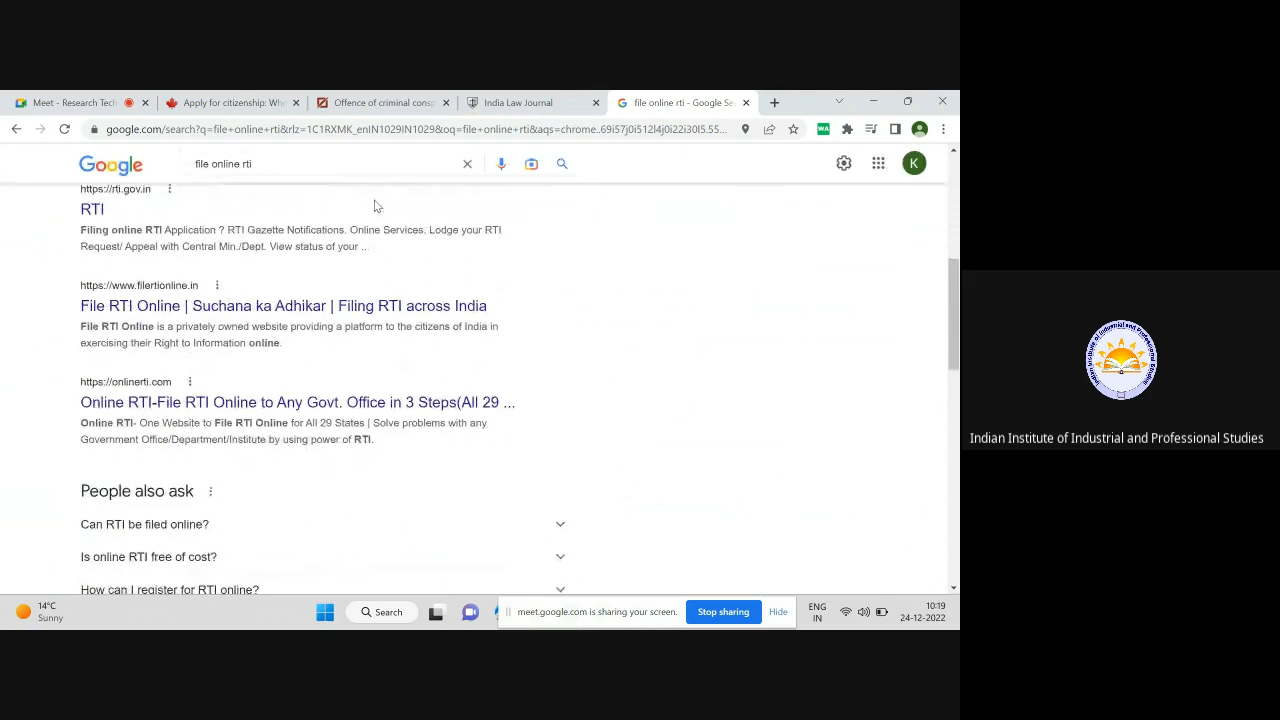 Meet - Research Tech
Apply for citizenship: Whe
Offence of criminal consp
India Law Journal
file online rti - Google Se
google.com/search?q=file+online+rti&rlz=1C1RXMK_enIN1029IN1029&oq=file+online+rti&aqs=chrome..69i57j0i512l4j0i22i30l5.55...
Google
file online rti
K
https://rti.gov.in
RTI
Filing online RTI Application ? RTI Gazette Notifications. Online Services. Lodge your RTI
Request/ Appeal with Central Min./Dept. View status of your ...
https://www.filertionline.in
File RTI Online | Suchana ka Adhikar | Filing RTI across India
File RTI Online is a privately owned website providing a platform to the citizens of India in
exercising their Right to Information online.
https://onlinerti.com
Online RTI-File RTI Online to Any Govt. Office in 3 Steps(All 29 ...
Online RTI- One Website to File RTI Online for All 29 States | Solve problems with any
Government Office/Department/Institute by using power of RTI.
People also ask
Can RTI be filed online?
Is online RTI free of cost?
How can I register for RTI online?
14°C
Sunny
Search
meet.google.com is sharing your screen.
Stop sharing
Hide
ENG
IN
10:19
24-12-2022
Indian Institute of Industrial and Professional Studies
Indian Institute of Industrial and Professional Studies